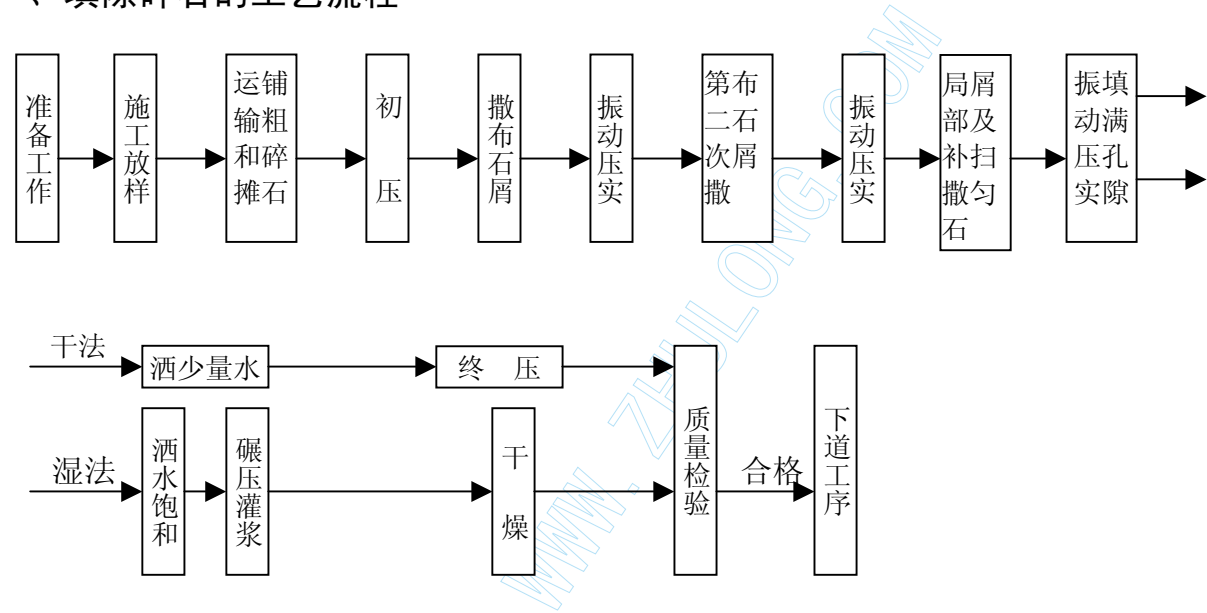 、填隙碎石的工艺流程
准备工作
施工放样
运输和摊
铺粗碎石
初压
撒布石屑
振动压实
第二次撒
布石屑
振动压实
局部补撒石
屑及扫匀
振动压实
填满孔隙
干法
洒少量水
终 压
湿法
洒水饱和
碾压灌浆
干燥
质量检验
合格
下道工序
WWW. ZHULONG.COM